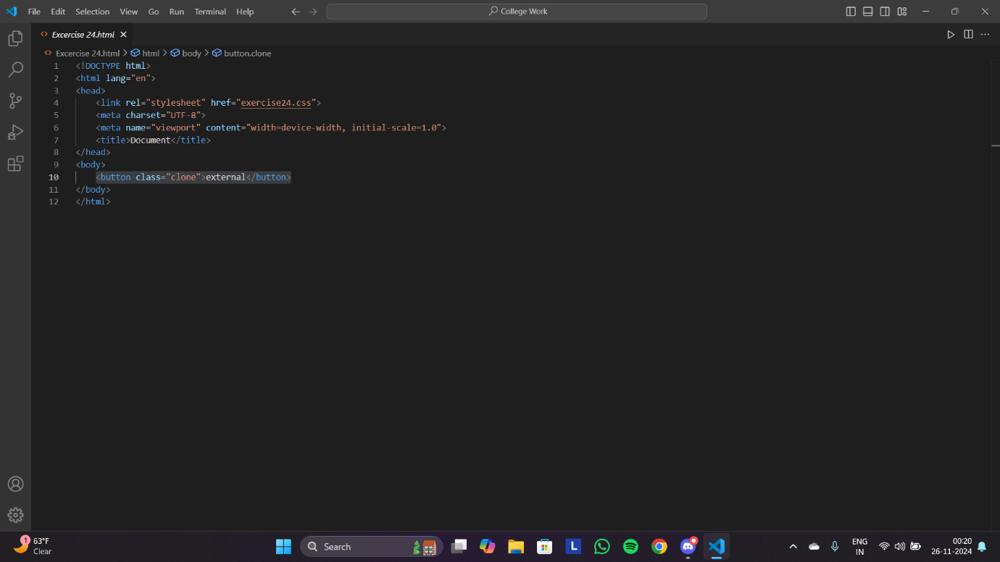 File Edit Selection View Go Run Terminal Help
College Work
Excercise 24.html
Excercise 24.html > html > body > button.clone
1 <!DOCTYPE html>
2 <html lang="en">
3 <head>
4 <link rel="stylesheet" href="exercise24.css">
5 <meta charset="UTF-8">
6 <meta name="viewport" content="width=device-width, initial-scale=1.0">
7 <title>Document</title>
8 </head>
9 <body>
10 <button class="clone">external</button>
11 </body>
12 </html>
1
63°F
Clear
Search
L
ENG
IN
00:20
26-11-2024